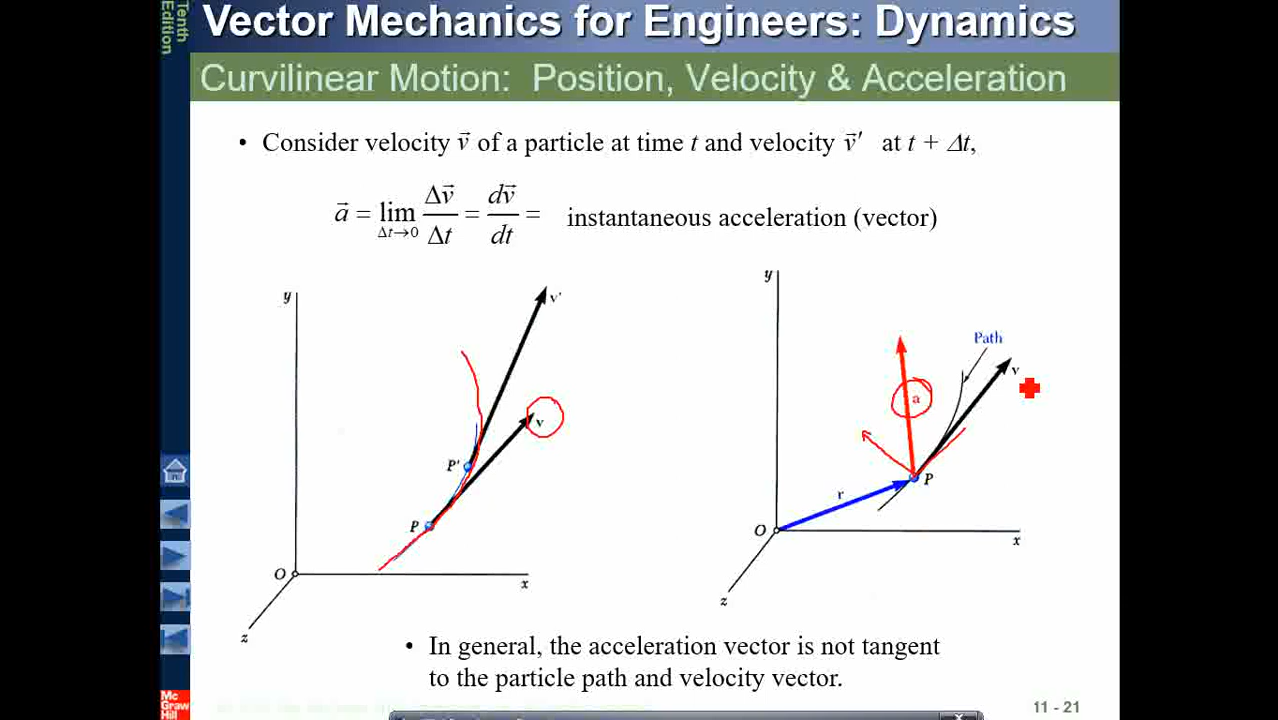 Tenth
Edition
Vector Mechanics for Engineers: Dynamics
Curvilinear Motion: Position, Velocity & Acceleration
• Consider velocity v⃗ of a particle at time t and velocity v⃗′ at t + Δt,
a⃗ = lim Δt→0 Δv⃗/Δt = dv⃗/dt = instantaneous acceleration (vector)
y
v'
v
P'
P
O
x
z
y
Path
v
a
r
P
O
x
z
• In general, the acceleration vector is not tangent
to the particle path and velocity vector.
Mc
Graw
Hill
11 - 21